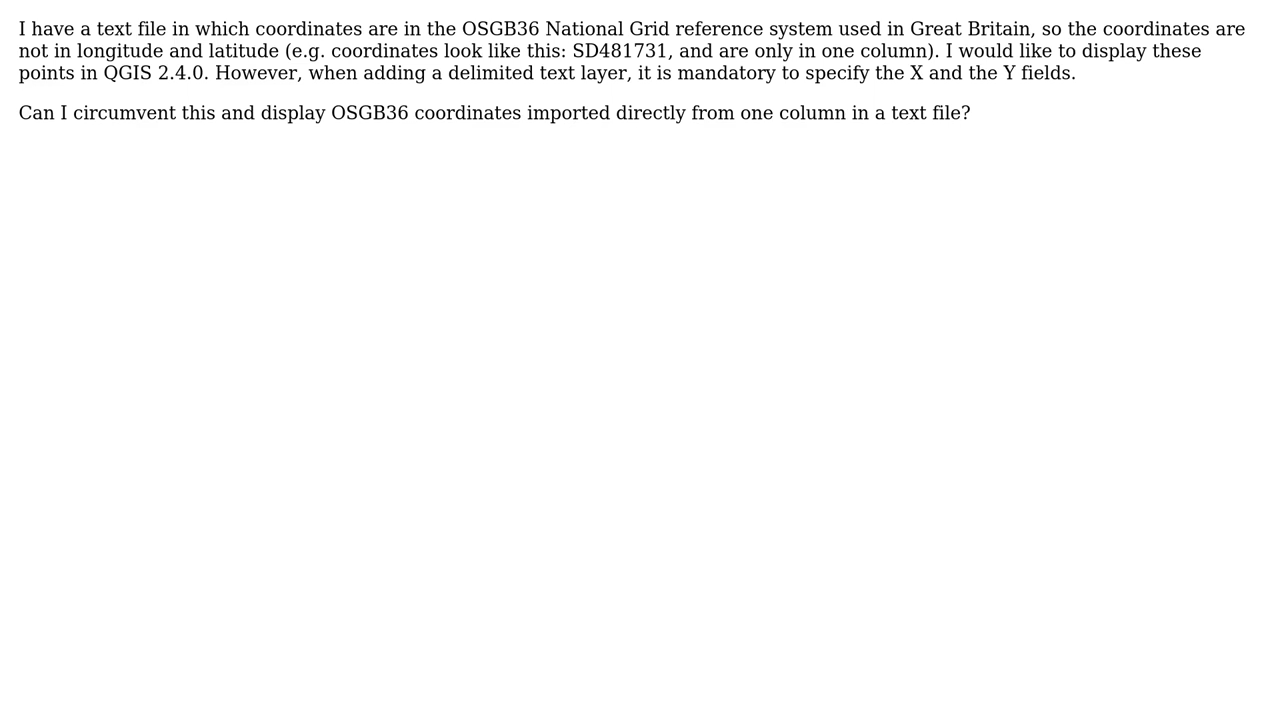 I have a text file in which coordinates are in the OSGB36 National Grid reference system used in Great Britain, so the coordinates are
not in longitude and latitude (e.g. coordinates look like this: SD481731, and are only in one column). I would like to display these
points in QGIS 2.4.0. However, when adding a delimited text layer, it is mandatory to specify the X and the Y fields.
Can I circumvent this and display OSGB36 coordinates imported directly from one column in a text file?